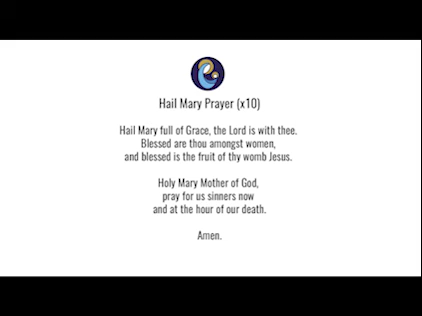 Hail Mary Prayer (x10)
Hail Mary full of Grace, the Lord is with thee.
Blessed are thou amongst women,
and blessed is the fruit of thy womb Jesus.
Holy Mary Mother of God,
pray for us sinners now
and at the hour of our death.
Amen.